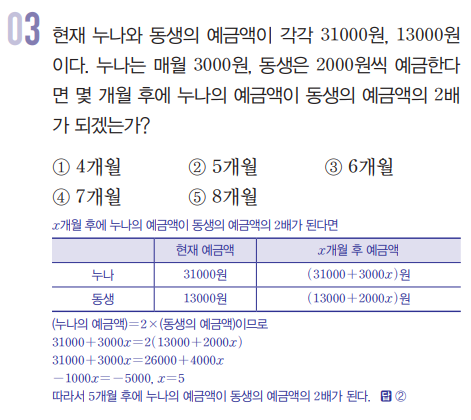 03 현재 누나와 동생의 예금액이 각각 31000원, 13000원
이다. 누나는 매월 3000원, 동생은 2000원씩 예금한다
면 몇 개월 후에 누나의 예금액이 동생의 예금액의 2배
가 되겠는가?
① 4개월 ② 5개월 ③ 6개월
④ 7개월 ⑤ 8개월
x개월 후에 누나의 예금액이 동생의 예금액의 2배가 된다면
현재 예금액 x개월 후 예금액
누나 31000원 (31000+3000x)원
동생 13000원 (13000+2000x)원
(누나의 예금액)=2×(동생의 예금액)이므로
31000+3000x=2(13000+2000x)
31000+3000x=26000+4000x
-1000x=-5000, x=5
따라서 5개월 후에 누나의 예금액이 동생의 예금액의 2배가 된다. 답 ②